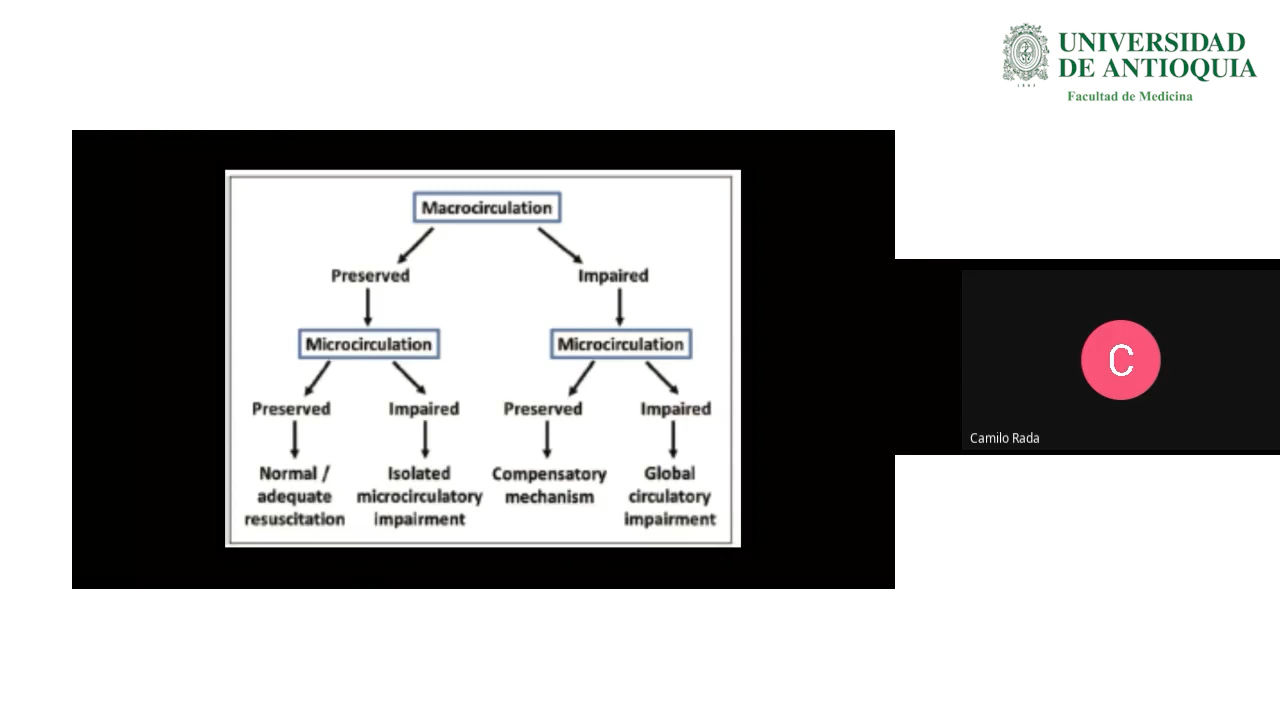 UNIVERSIDAD
DE ANTIOQUIA
1803
Facultad de Medicina
Macrocirculation
Preserved
Impaired
Microcirculation
Microcirculation
Preserved
Impaired
Preserved
Impaired
Normal /
adequate
resuscitation
Isolated
microcirculatory
impairment
Compensatory
mechanism
Global
circulatory
impairment
C
Camilo Rada